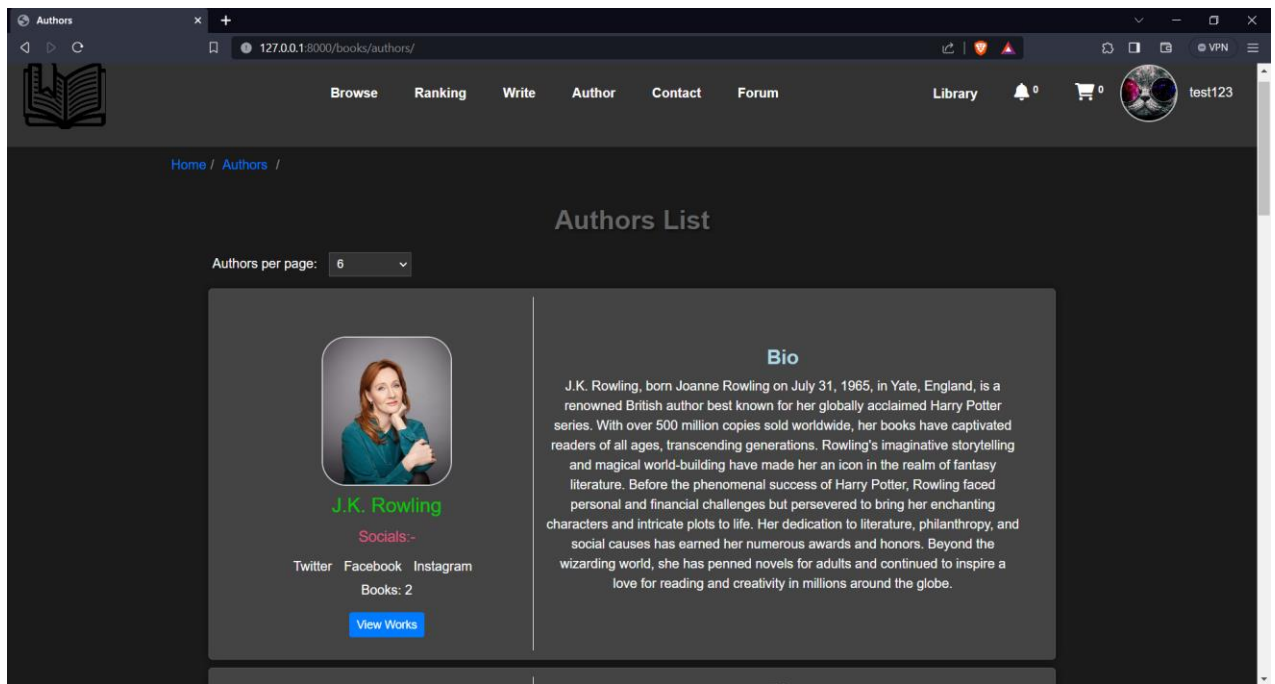 Authors
127.0.0.1:8000/books/authors/
VPN
Browse Ranking Write Author Contact Forum Library 0 0 test123
Home / Authors /
Authors List
Authors per page: 6
J.K. Rowling
Socials:-
Twitter Facebook Instagram
Books: 2
View Works
Bio
J.K. Rowling, born Joanne Rowling on July 31, 1965, in Yate, England, is a
renowned British author best known for her globally acclaimed Harry Potter
series. With over 500 million copies sold worldwide, her books have captivated
readers of all ages, transcending generations. Rowling's imaginative storytelling
and magical world-building have made her an icon in the realm of fantasy
literature. Before the phenomenal success of Harry Potter, Rowling faced
personal and financial challenges but persevered to bring her enchanting
characters and intricate plots to life. Her dedication to literature, philanthropy, and
social causes has earned her numerous awards and honors. Beyond the
wizarding world, she has penned novels for adults and continued to inspire a
love for reading and creativity in millions around the globe.